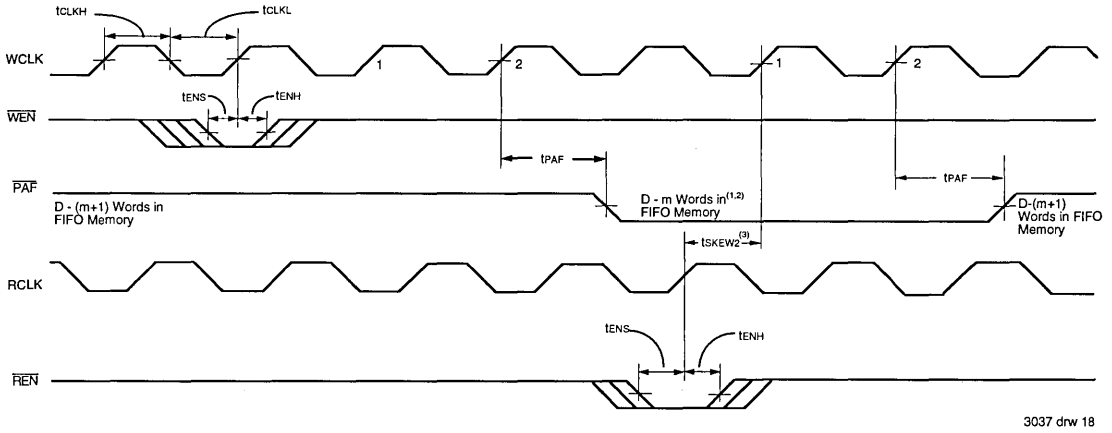 tCLKH
tCLKL
WCLK
1
2
1
2
tENS
tENH
WEN
tPAF
tPAF
PAF
D - (m+1) Words in
FIFO Memory
D - m Words in(1,2)
FIFO Memory
D-(m+1)
Words in FIFO
Memory
tSKEW2(3)
RCLK
tENS
tENH
REN
3037 drw 18